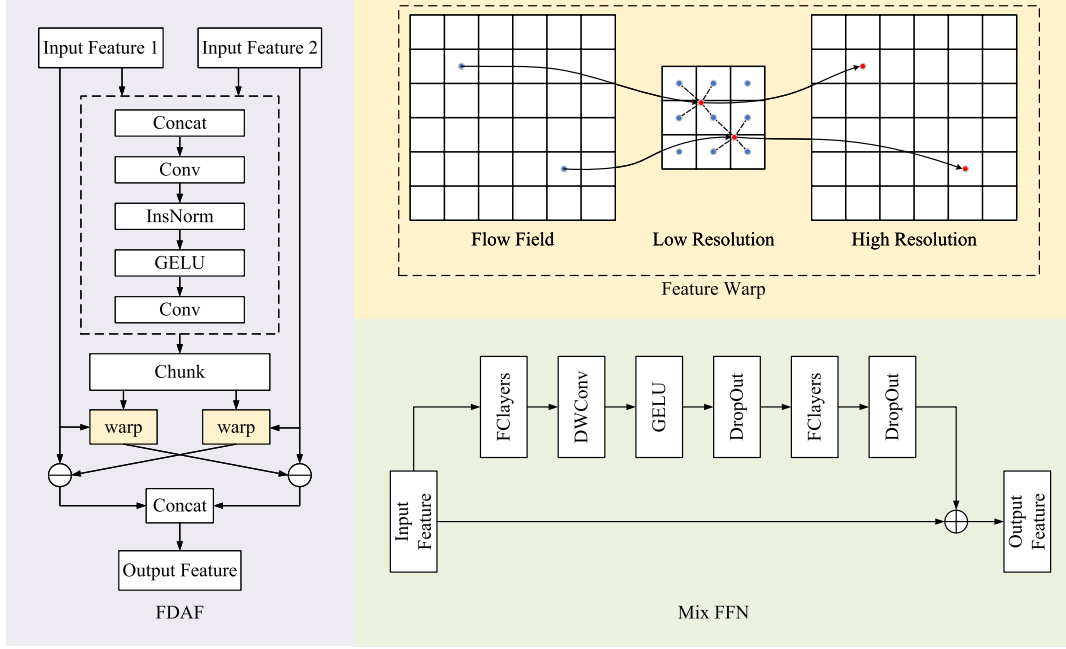 Input Feature 1
Input Feature 2
Concat
Conv
InsNorm
GELU
Conv
Chunk
warp
warp
Concat
Output Feature
FDAF
Flow Field
Low Resolution
High Resolution
Feature Warp
FClayers
DWConv
GELU
DropOut
FClayers
DropOut
Input
Feature
Output
Feature
Mix FFN